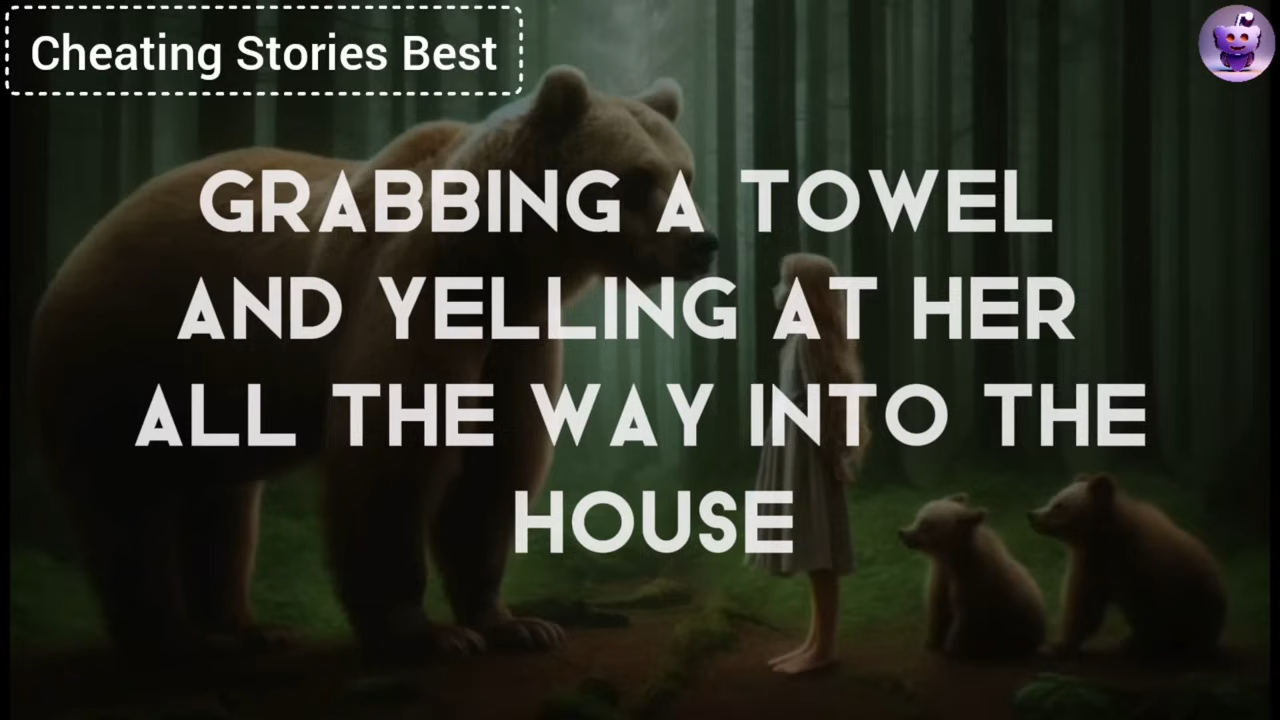 Cheating Stories Best
GRABBING A TOWEL
AND YELLING AT HER
ALL THE WAY INTO THE
HOUSE